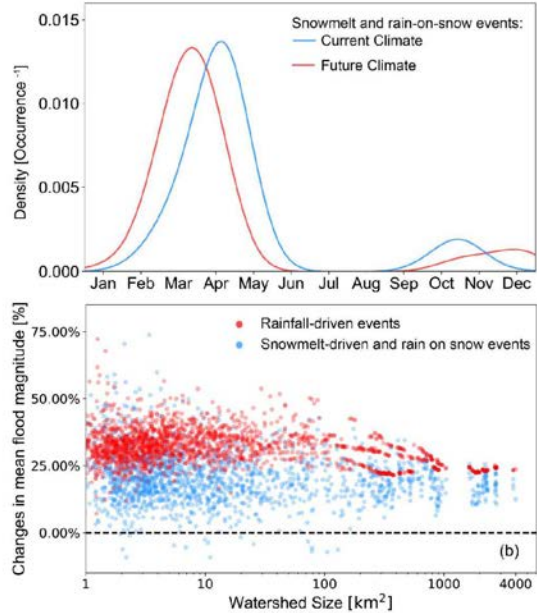 Snowmelt and rain-on-snow events:
Current Climate
Future Climate
Density [Occurrence ⁻¹]
0.015
0.010
0.005
0.000
Jan Feb Mar Apr May Jun Jul Aug Sep Oct Nov Dec
Rainfall-driven events
Snowmelt-driven and rain on snow events
Changes in mean flood magnitude [%]
75.00%
50.00%
25.00%
0.00%
(b)
1 10 100 1000 4000
Watershed Size [km²]